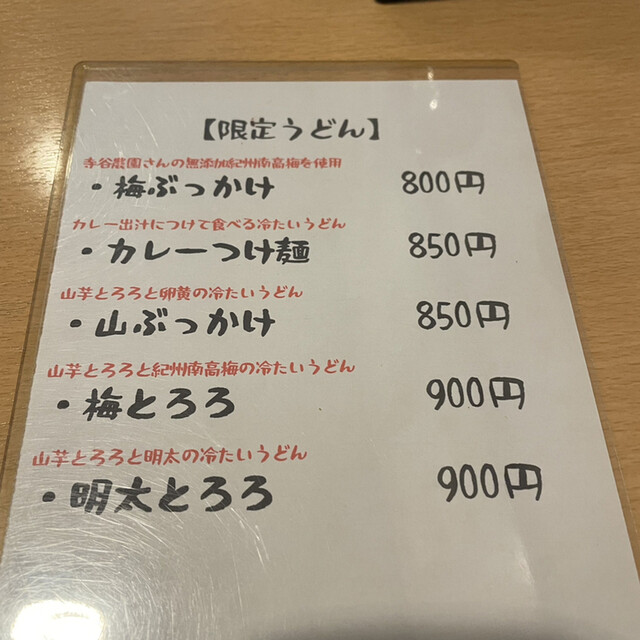 【限定うどん】
寺谷農園さんの無添加紀州南高梅を使用
・梅ぶっかけ 800円
カレー出汁につけて食べる冷たいうどん
・カレーつけ麺 850円
山芋とろろと卵黄の冷たいうどん
・山ぶっかけ 850円
山芋とろろと紀州南高梅の冷たいうどん
・梅とろろ 900円
山芋とろろと明太の冷たいうどん
・明太とろろ 900円